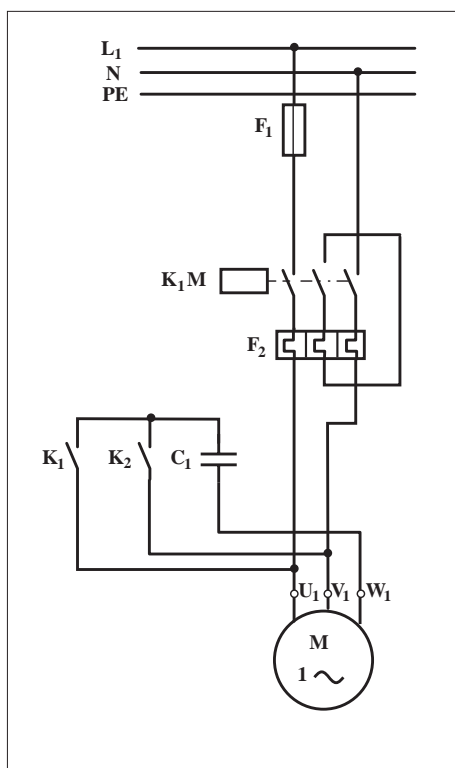 L₁
N
PE
F₁
K₁M
F₂
K₁ K₂ C₁
U₁ V₁ W₁
M
1 ~